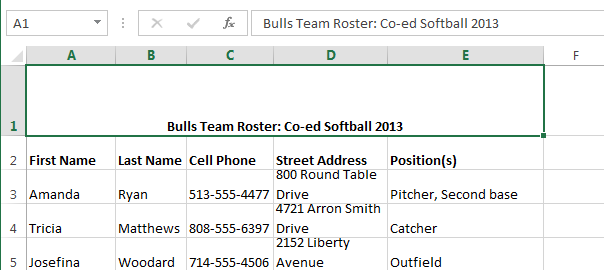 A1 fx Bulls Team Roster: Co-ed Softball 2013
A B C D E F
1 Bulls Team Roster: Co-ed Softball 2013
2 First Name Last Name Cell Phone Street Address Position(s)
800 Round Table
3 Amanda Ryan 513-555-4477 Drive Pitcher, Second base
4721 Arron Smith
4 Tricia Matthews 808-555-6397 Drive Catcher
2152 Liberty
5 Josefina Woodard 714-555-4506 Avenue Outfield